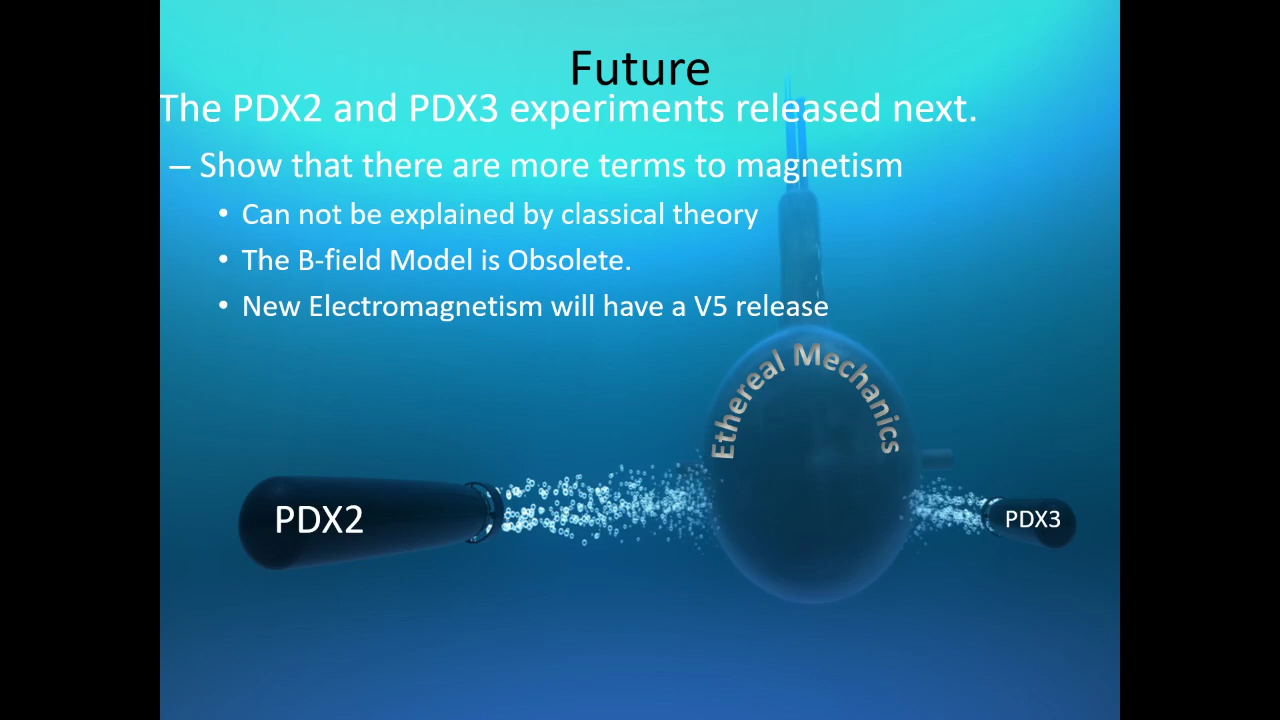 Future
The PDX2 and PDX3 experiments released next.
– Show that there are more terms to magnetism
• Can not be explained by classical theory
• The B-field Model is Obsolete.
• New Electromagnetism will have a V5 release
Ethereal Mechanics
PDX2
PDX3